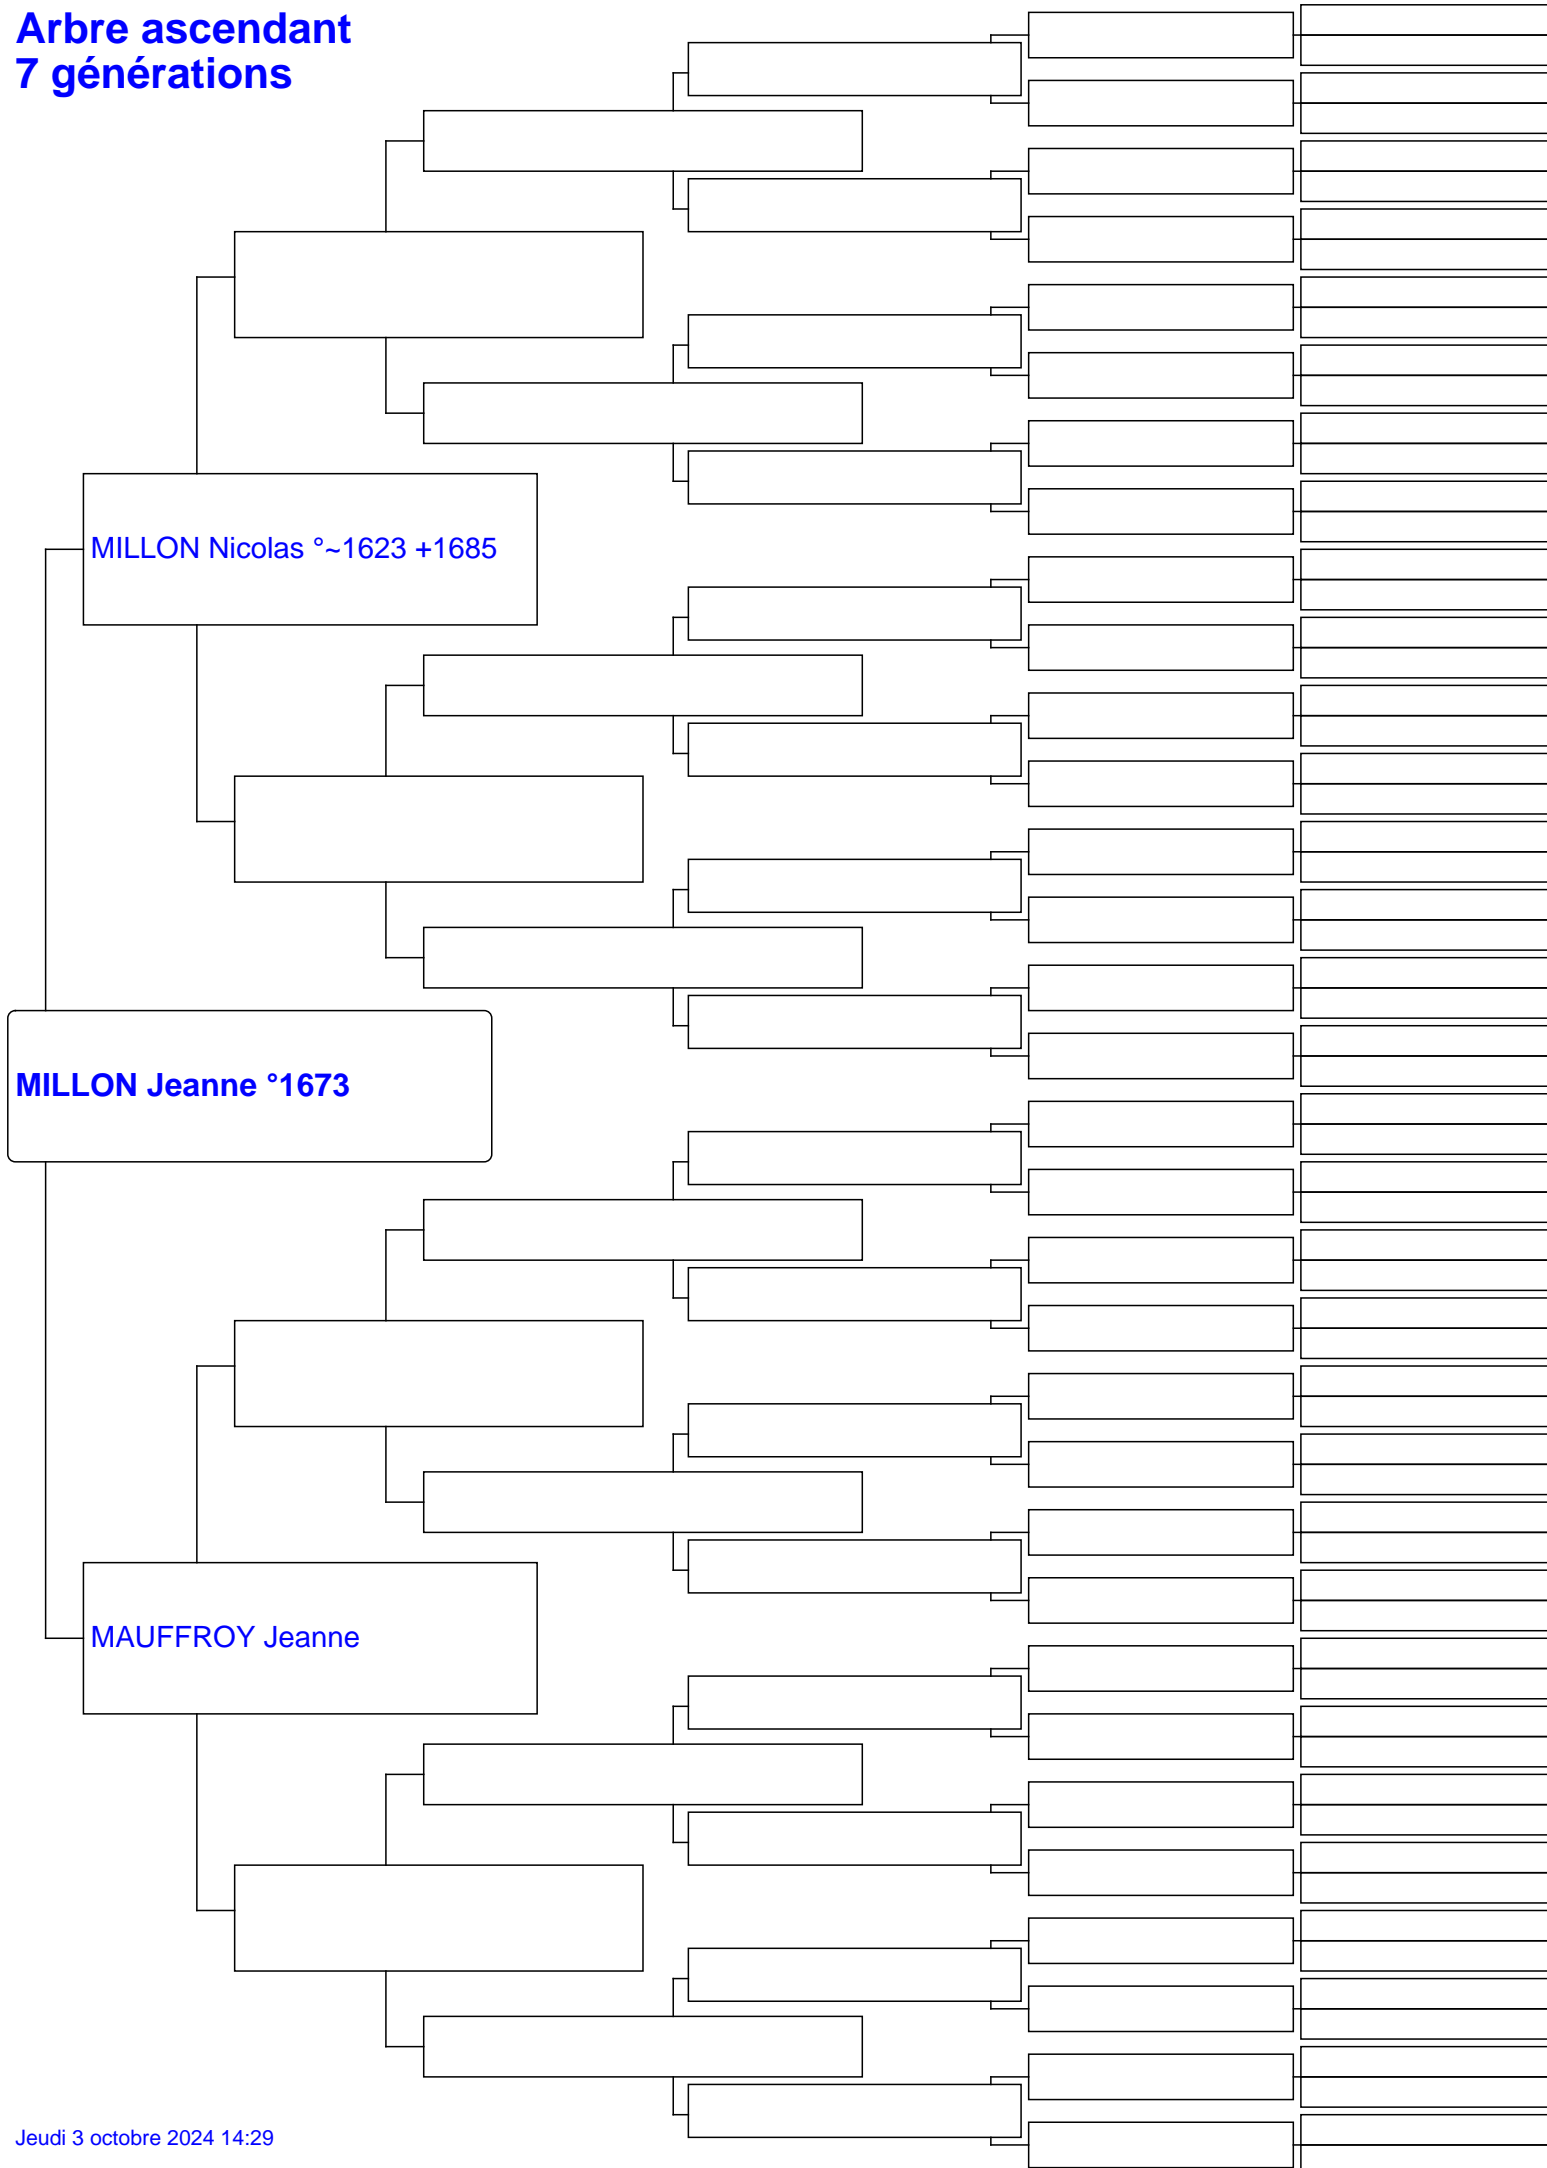 Arbre ascendant
7 générations
MILLON Nicolas °~1623 +1685
MILLON Jeanne °1673
MAUFFROY Jeanne
Jeudi 3 octobre 2024 14:29